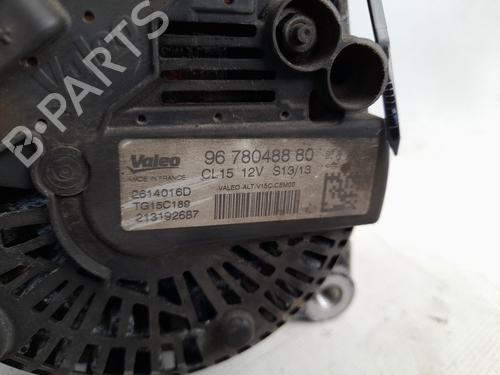 Valeo
MADE IN FRANCE
96 780488 80
CL15 12V S13/13
2614016D
TG15C189
213192687
VALEO-ALT-V15C-C5M02
B-PARTS